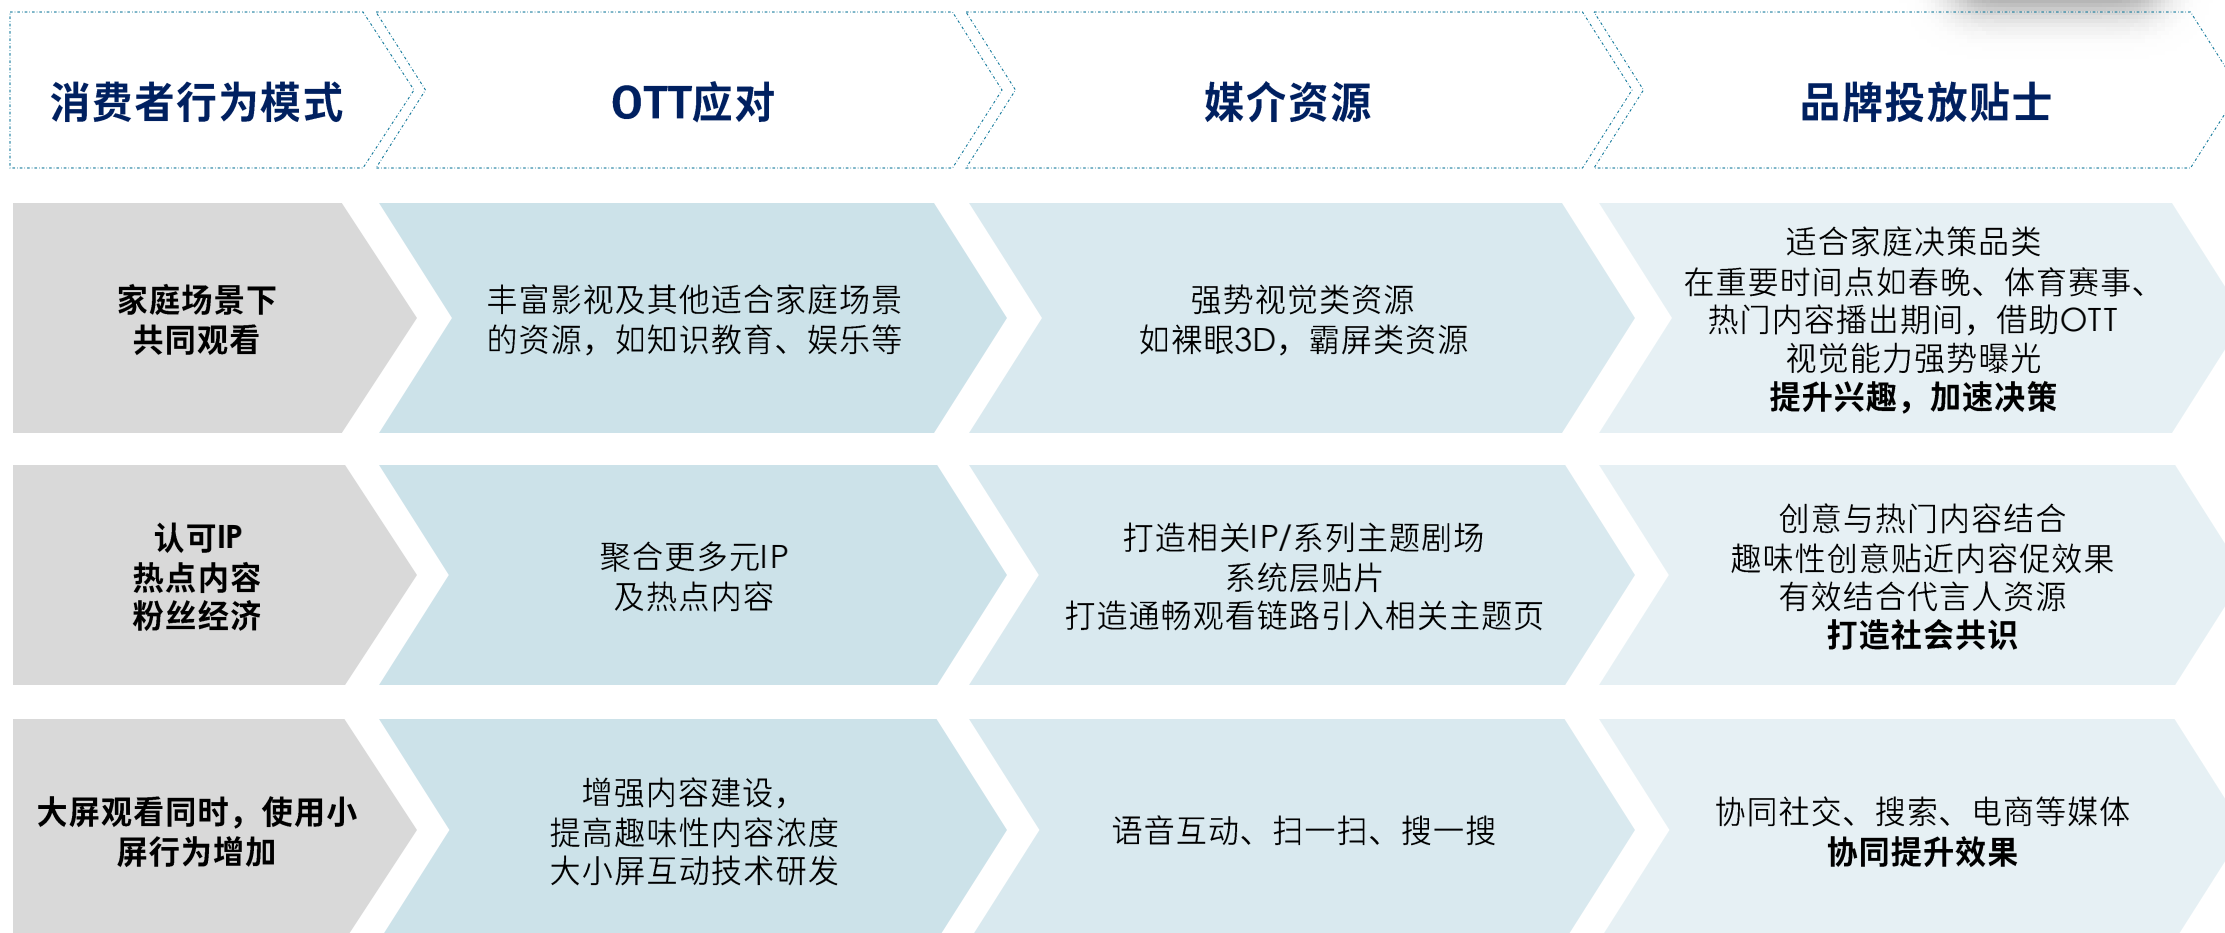 消费者行为模式
OTT应对
媒介资源
品牌投放贴士
家庭场景下
共同观看
丰富影视及其他适合家庭场景
的资源，如知识教育、娱乐等
强势视觉类资源
如裸眼3D，霸屏类资源
适合家庭决策品类
在重要时间点如春晚、体育赛事、
热门内容播出期间，借助OTT
视觉能力强势曝光
提升兴趣，加速决策
认可IP
热点内容
粉丝经济
聚合更多元IP
及热点内容
打造相关IP/系列主题剧场
系统层贴片
打造通畅观看链路引入相关主题页
创意与热门内容结合
趣味性创意贴近内容促效果
有效结合代言人资源
打造社会共识
大屏观看同时，使用小
屏行为增加
增强内容建设，
提高趣味性内容浓度
大小屏互动技术研发
语音互动、扫一扫、搜一搜
协同社交、搜索、电商等媒体
协同提升效果